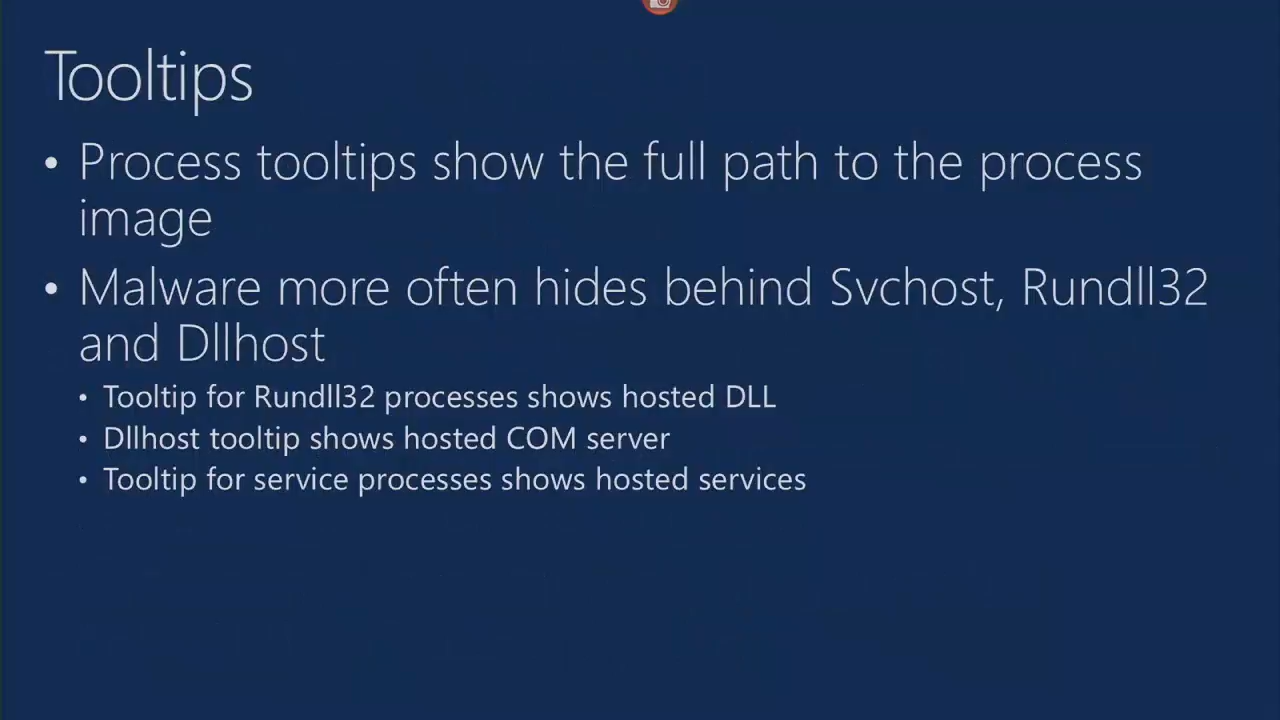 Tooltips
• Process tooltips show the full path to the process
image
• Malware more often hides behind Svchost, Rundll32
and Dllhost
• Tooltip for Rundll32 processes shows hosted DLL
• Dllhost tooltip shows hosted COM server
• Tooltip for service processes shows hosted services